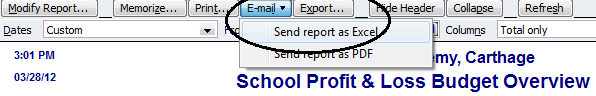 Modify Report... Memorize... Print... E-mail Export... Hide Header Collapse Refresh
Dates Custom Columns Total only
Send report as Excel
Send report as PDF
3:01 PM emy, Carthage
03/28/12 School Profit & Loss Budget Overview